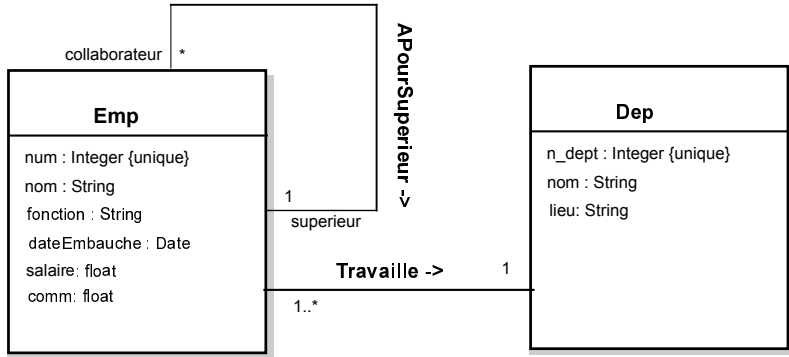 collaborateur *
APourSuperieur ->
Emp
num : Integer {unique}
nom : String
fonction : String
dateEmbauche : Date
salaire: float
comm: float
1
superieur
Travaille ->
1
1..*
Dep
n_dept : Integer {unique}
nom : String
lieu: String